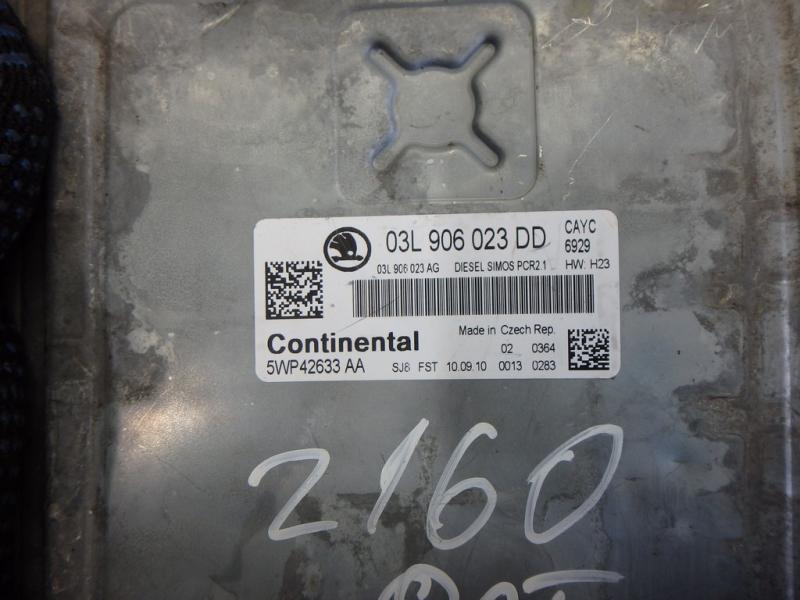 03L 906 023 DD CAYC
6929
03L 906 023 AG DIESEL SIMOS PCR2.1 HW: H23
Continental Made in Czech Rep.
02 0364
5WP42633 AA SJ8 FST 10.09.10 0013 0283
2160